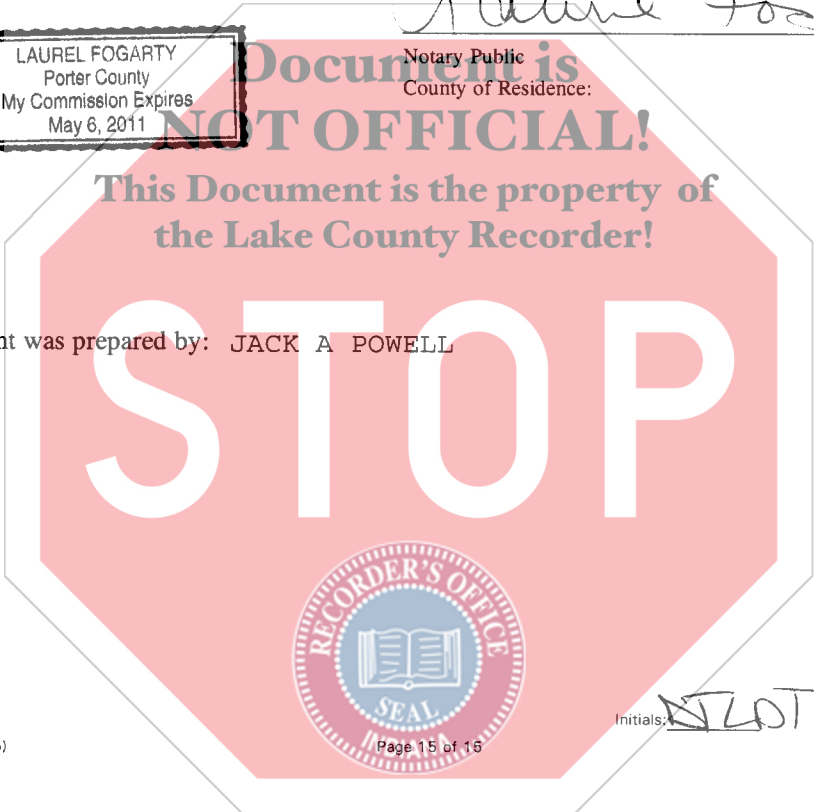 LAUREL FOGARTY
Porter County
My Commission Expires
May 6, 2011
Notary Public
County of Residence:
Document is
NOT OFFICIAL!
This Document is the property of
the Lake County Recorder!
nt was prepared by: JACK A POWELL
STOP
RECORDER'S OFFICE
SEAL
INDIANA
Initials:
Page 15 of 15